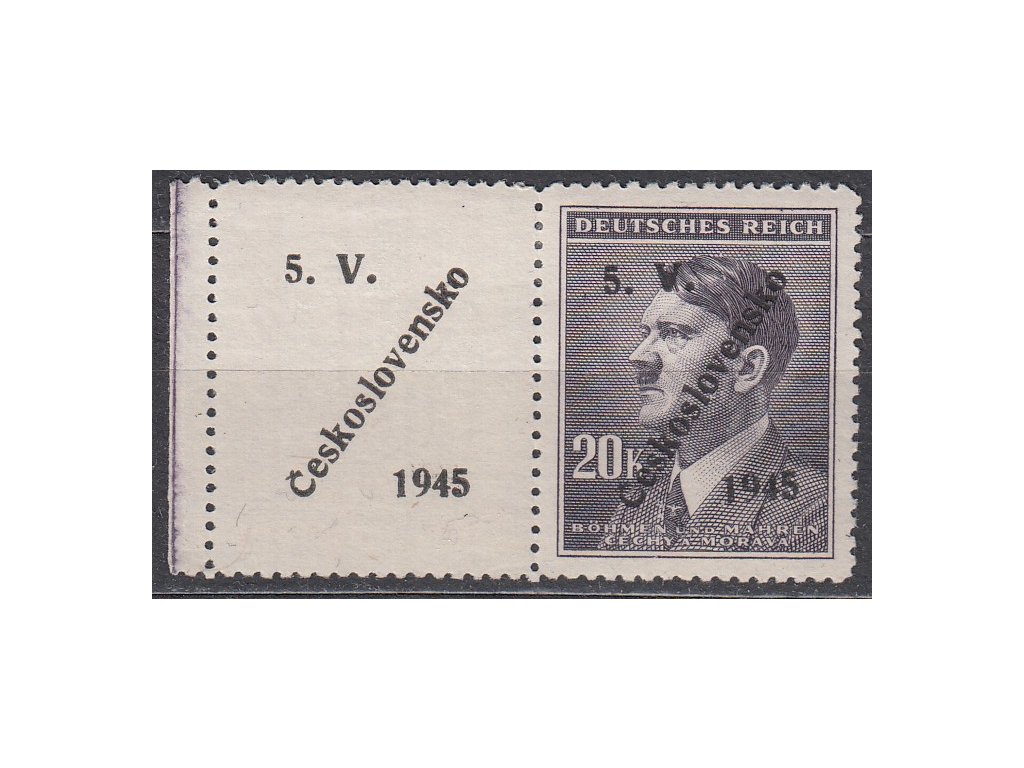 5. V.
Československo
1945
DEUTSCHES REICH
5. V.
Československo
20K
1945
BÖHMEN UND MÄHREN
ČECHY A MORAVA